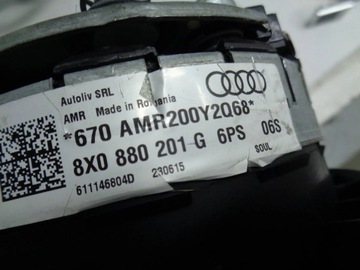 Autoliv SRL
AMR Made in Romania
*670 AMR200Y2Q68*
8X0 880 201 G 6PS 06S
611146804D 230615 SOUL